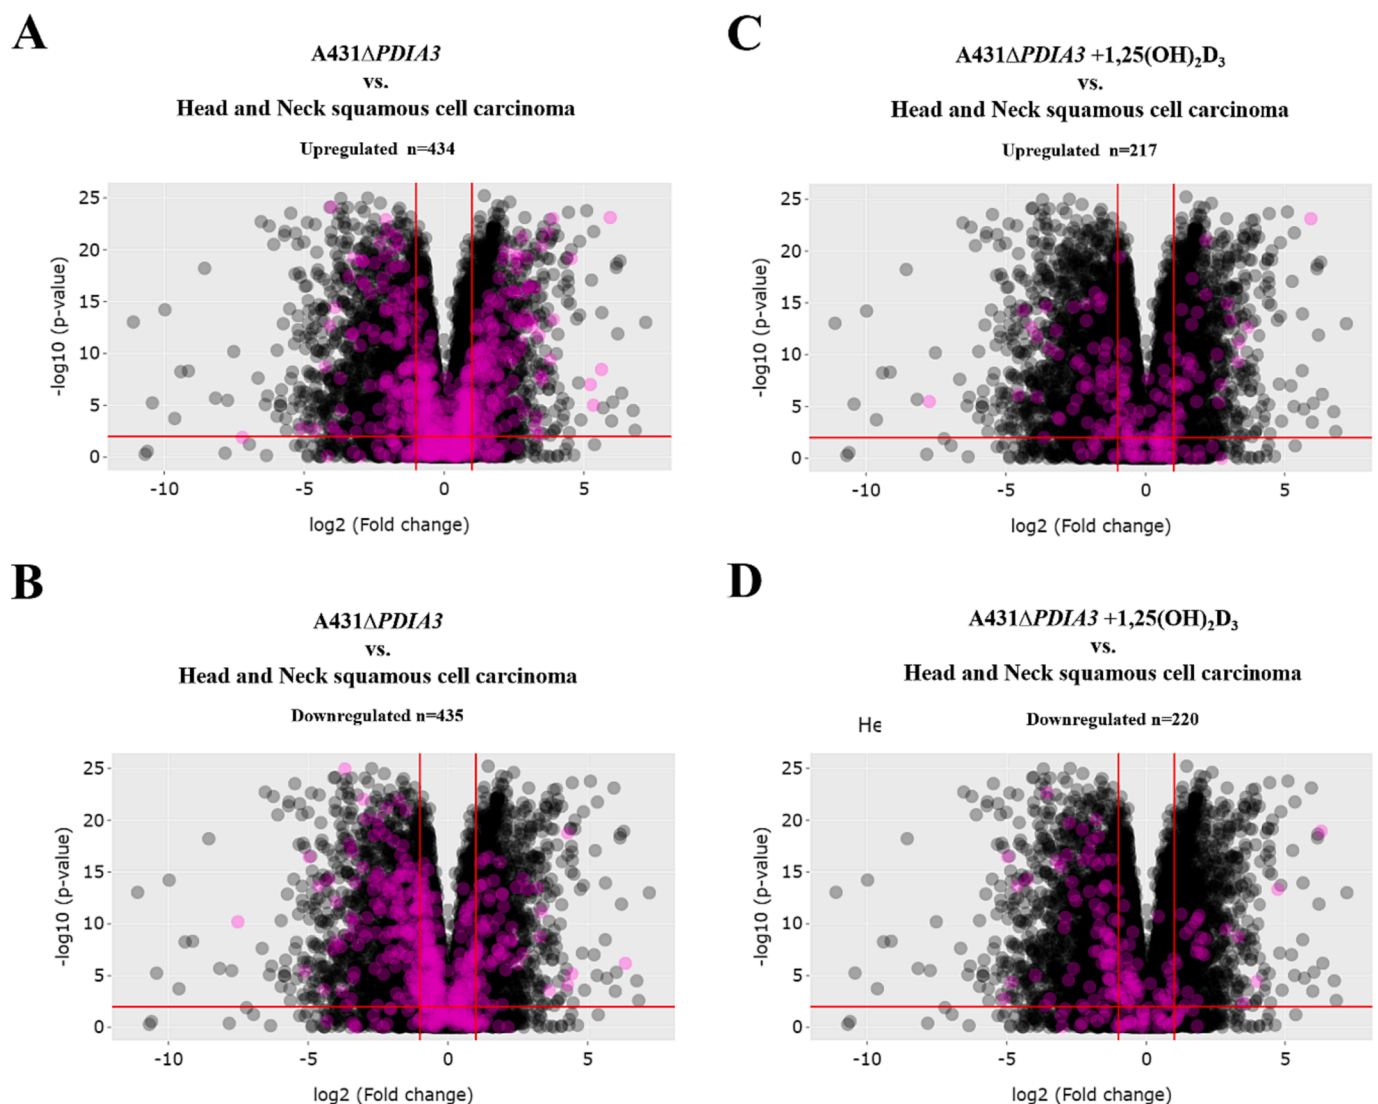 A
A431ΔPDIA3
vs.
Head and Neck squamous cell carcinoma
Upregulated n=434
25
20
15
10
5
0
-log10 (p-value)
-10
-5
0
5
log2 (Fold change)
C
A431ΔPDIA3 +1,25(OH)₂D₃
vs.
Head and Neck squamous cell carcinoma
Upregulated n=217
25
20
15
10
5
0
-log10 (p-value)
-10
-5
0
5
log2 (Fold change)
B
A431ΔPDIA3
vs.
Head and Neck squamous cell carcinoma
Downregulated n=435
25
20
15
10
5
0
-log10 (p-value)
-10
-5
0
5
log2 (Fold change)
D
A431ΔPDIA3 +1,25(OH)₂D₃
vs.
Head and Neck squamous cell carcinoma
He
Downregulated n=220
25
20
15
10
5
0
-log10 (p-value)
-10
-5
0
5
log2 (Fold change)